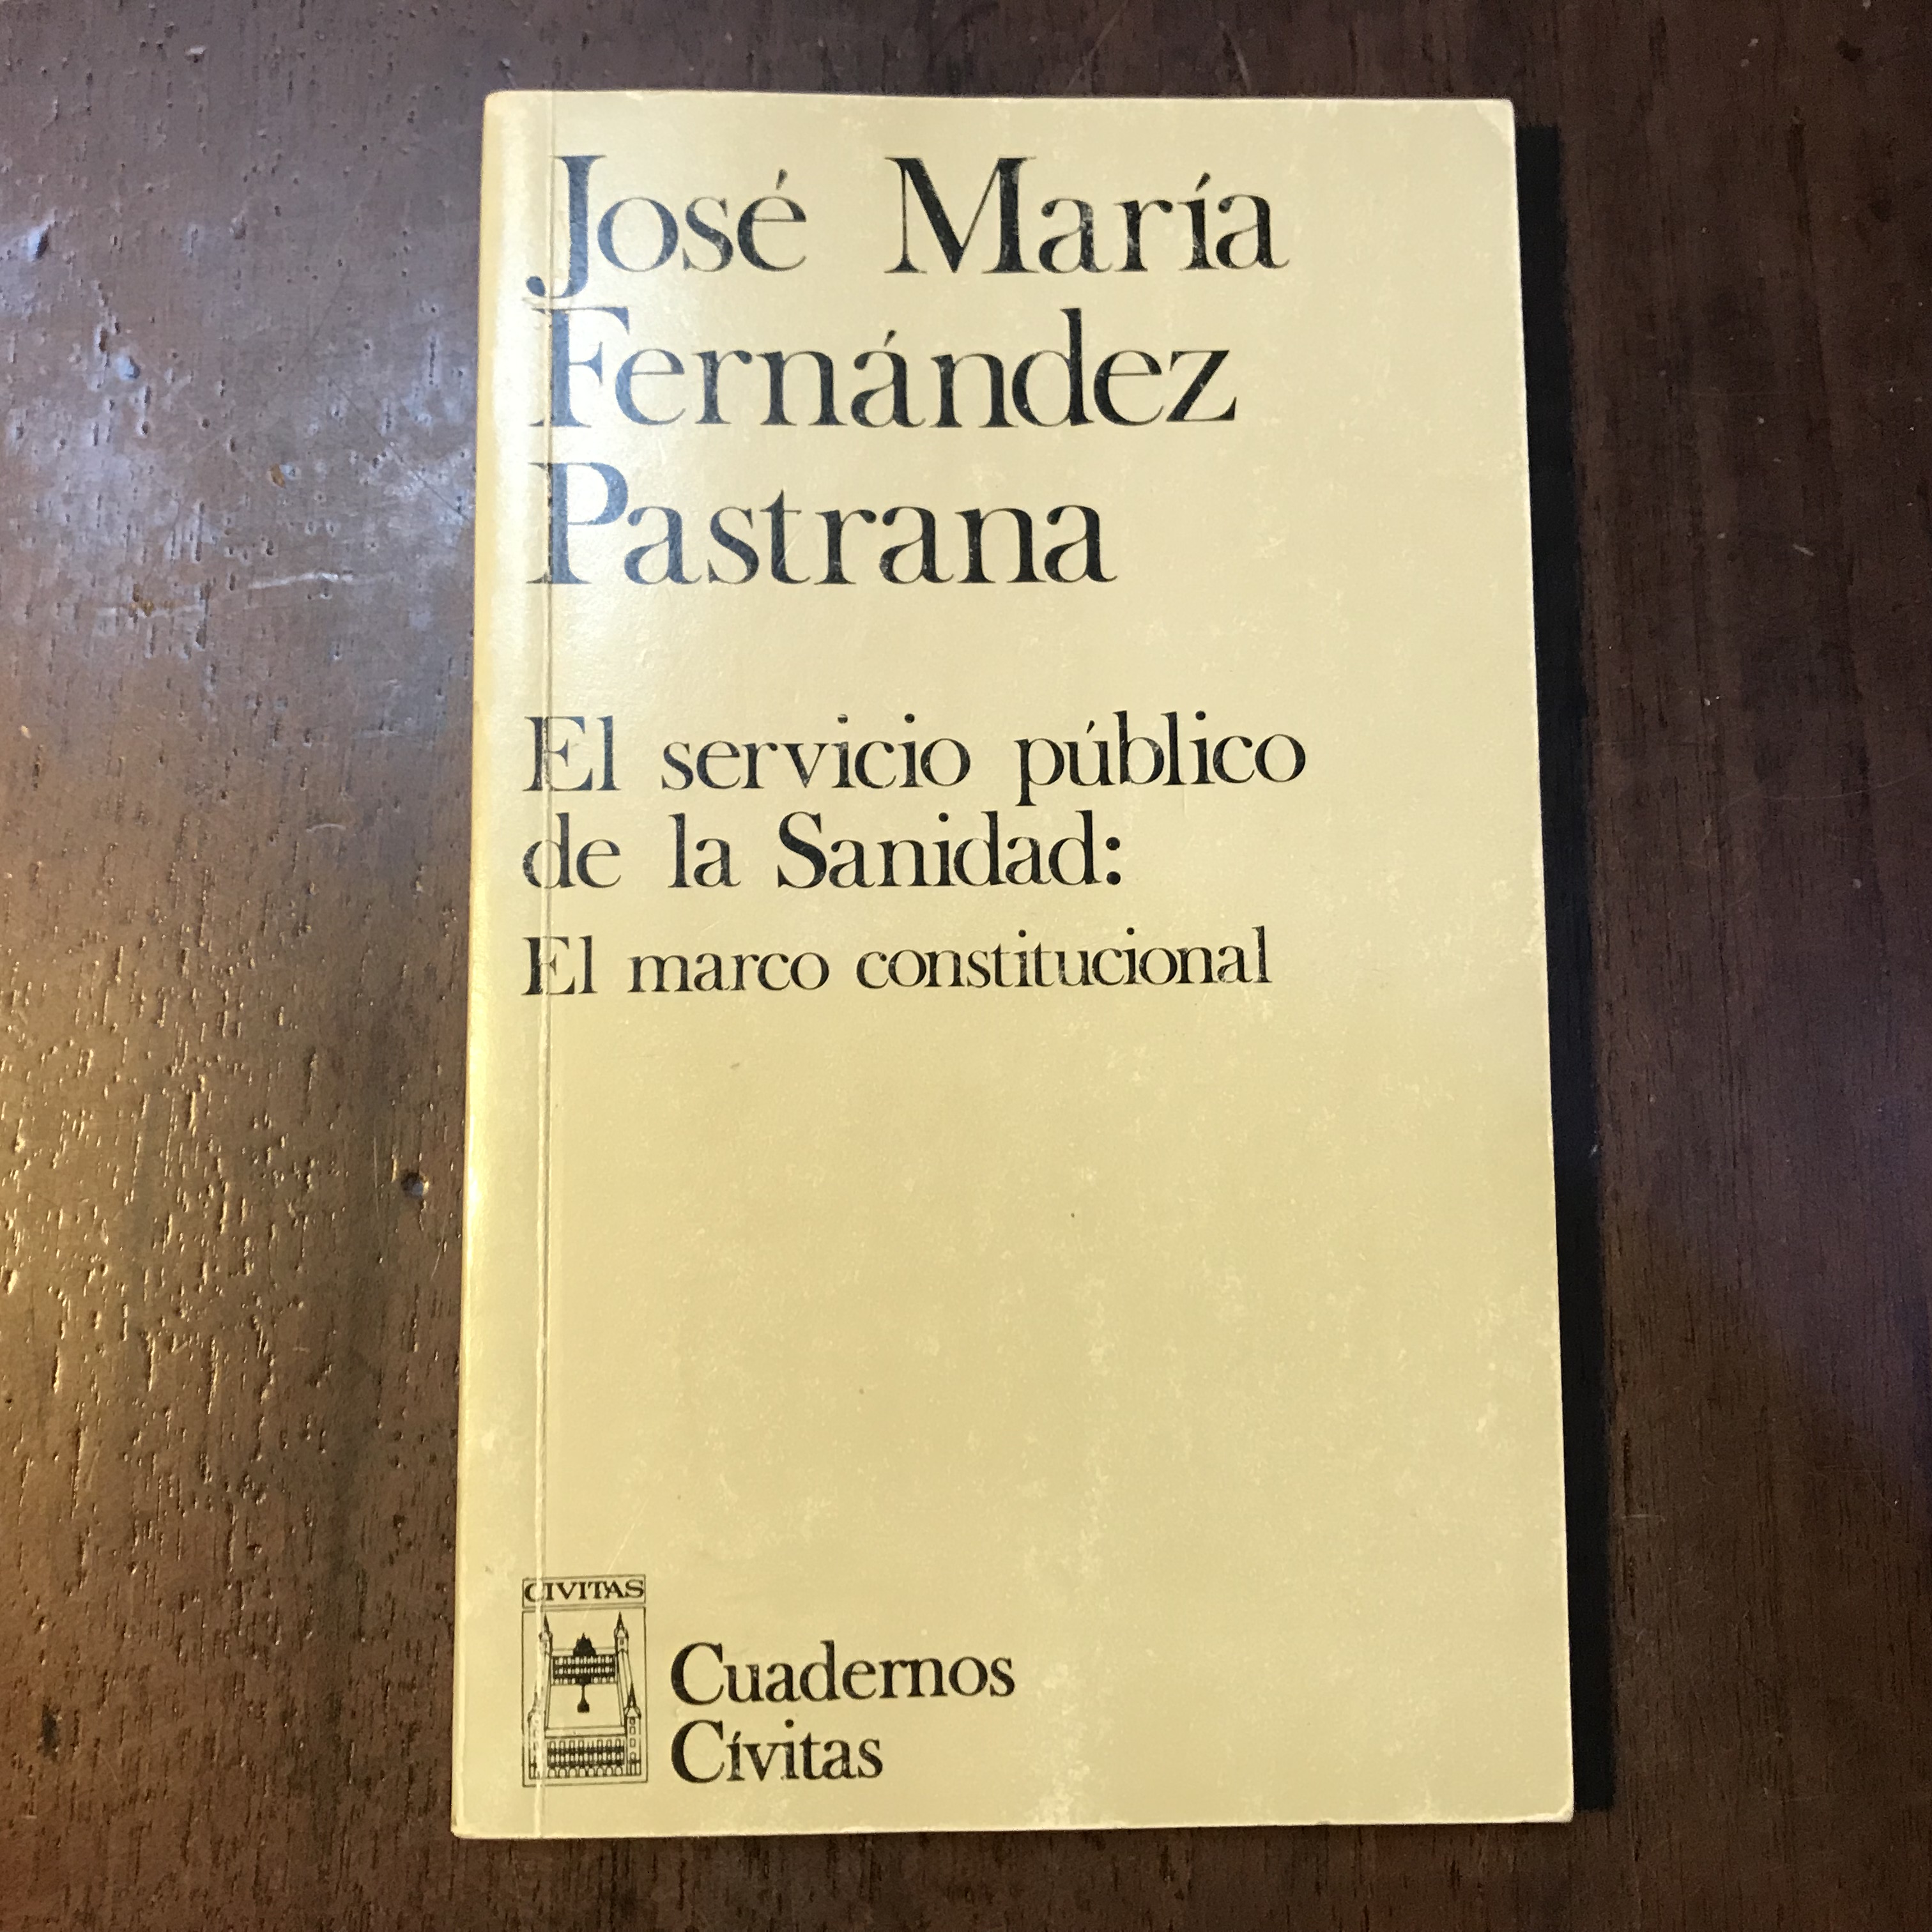 José María
Fernández
Pastrana
El servicio público
de la Sanidad:
El marco constitucional
CIVITAS
Cuadernos
Cívitas